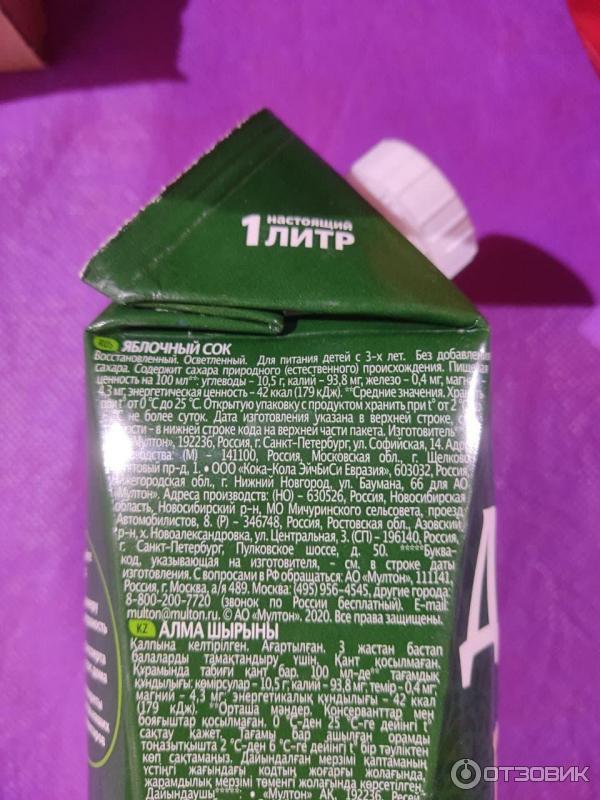 настоящий
1 ЛИТР
ЯБЛОЧНЫЙ СОК
Восстановленный. Осветленный. Для питания детей с 3-х лет. Без добавления
сахара. Содержит сахара природного (естественного) происхождения. Пищевая
ценность на 100 мл**: углеводы – 10,5 г, калий – 93,8 мг, железо – 0,4 мг, магний
4,3 мг, энергетическая ценность – 42 ккал (179 кДж). **Средние значения. Хранить
при t° от 0°С до 25°С. Открытую упаковку с продуктом хранить при t° от 2°С
не более суток. Дата изготовления указана в верхней строке,
- в нижней строке кода на верхней части пакета. Изготовитель
«Мултон», 192236, Россия, г. Санкт-Петербург, ул. Софийская, 14. Адреса
(М) – 141100, Россия, Московская обл., г. Щелково,
пр-д, 1. • ООО «Кока-Кола ЭйчБиСи Евразия», 603032, Россия,
Нижегородская обл., г. Нижний Новгород, ул. Баумана, 66 для АО
«Мултон». Адреса производств: (НО) – 630526, Россия, Новосибирская
область, Новосибирский р-н, МО Мичуринского сельсовета, проезд
Автомобилистов, 8. (Р) – 346748, Россия, Ростовская обл., Азовский
р-н, х. Новоалександровка, ул. Центральная, 3. (СП) – 196140, Россия,
г. Санкт-Петербург, Пулковское шоссе, д. 50. *****Буква-
код, указывающая на изготовителя, – см. в строке даты
изготовления. С вопросами в РФ обращаться: АО «Мултон», 111141,
Россия, г. Москва, а/я 489. Москва: (495) 956-4545, другие города:
8-800-200-7720 (звонок по России бесплатный). E-mail:
multon@multon.ru. © АО «Мултон». 2020. Все права защищены.
KZ АЛМА ШЫРЫНЫ
Қалпына келтірілген. Ағартылған. 3 жастан бастап
балаларды тамақтандыру үшін. Қант қосылмаған.
Құрамында табиғи қант бар. 100 мл-де** тағамдық
құндылығы: көмірсулар – 10,5 г, калий – 93,8 мг, темір – 0,4 мг,
магний – 4,3 мг, энергетикалық құндылығы – 42 ккал
(179 кДж). **Орташа мәндер. Консерванттар мен
бояғыштар қосылмаған. 0 °С-ден 25 °С-ге дейінгі t°
сақтау қажет. Тағамы бар ашылған орамды
тоңазытқышта 2 °С-ден 6 °С-ге дейінгі t° бір тәуліктен
көп сақтамаңыз. Дайындалған мерзімі қаптаманың
үстіңгі жағындағы кодтың жоғарғы жолағында,
жарамдылық мерзімі төменгі жолағында көрсетілген.
Дайындаушы*****: «Мултон» АҚ, 192236, Ресей
Д
ОТЗОВИК